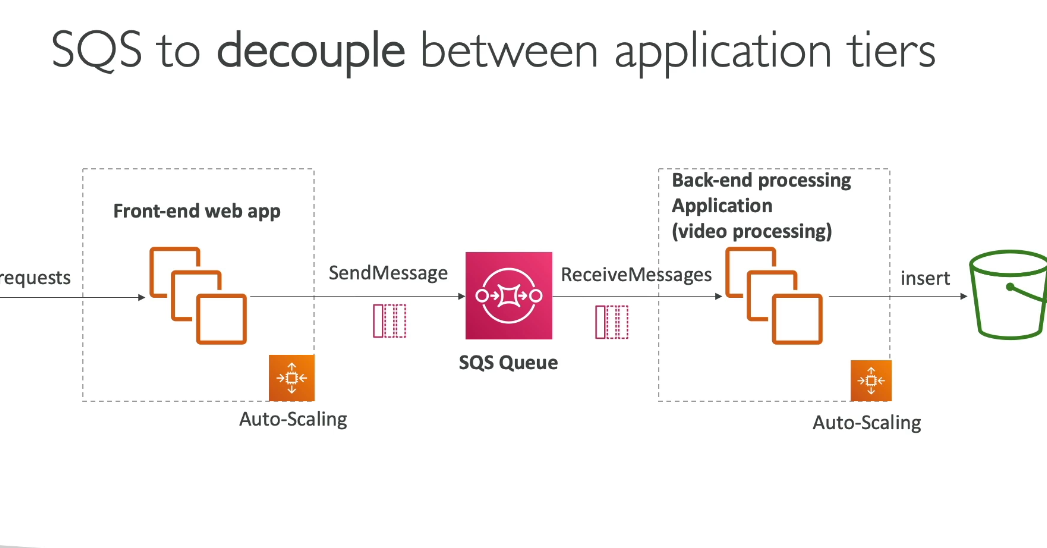 SQS to decouple between application tiers
Front-end web app
requests
SendMessage
SQS Queue
ReceiveMessages
Back-end processing
Application
(video processing)
insert
Auto-Scaling
Auto-Scaling